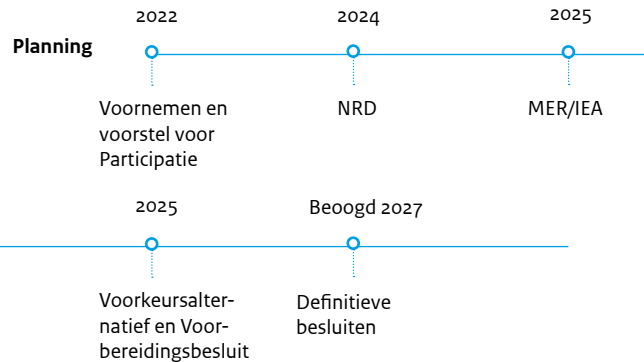 2022 2024 2025
Planning
Voornemen en
voorstel voor
Participatie
NRD
MER/IEA
2025 Beoogd 2027
Voorkeursalter-
natief en Voor-
bereidingsbesluit
Definitieve
besluiten